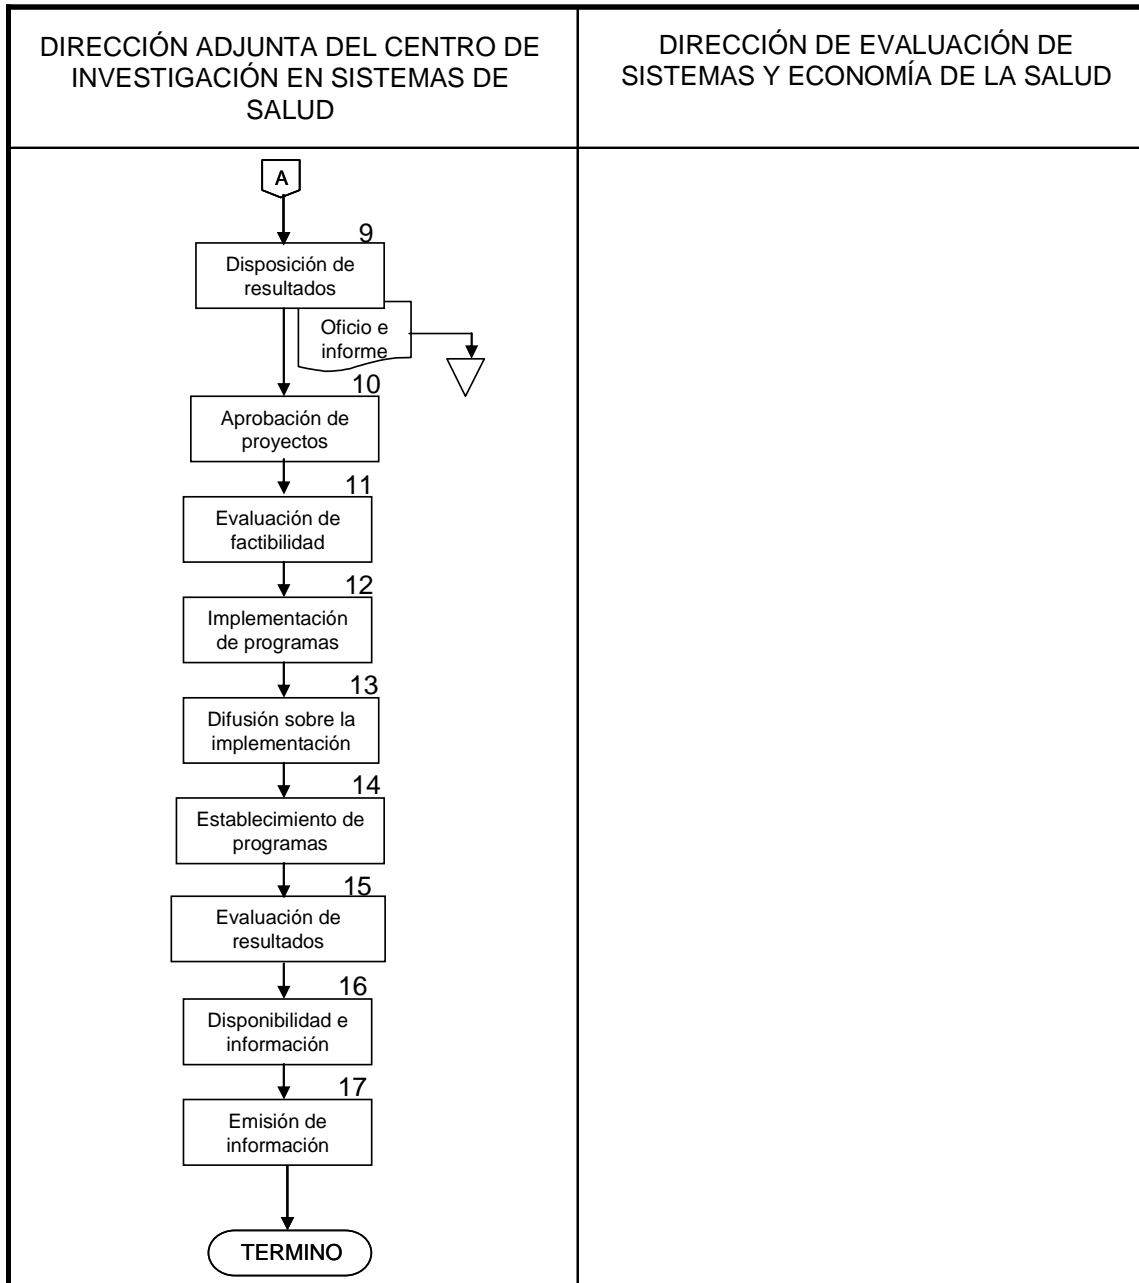 DIRECCIÓN ADJUNTA DEL CENTRO DE
INVESTIGACIÓN EN SISTEMAS DE
SALUD
DIRECCIÓN DE EVALUACIÓN DE
SISTEMAS Y ECONOMÍA DE LA SALUD
A
9
Disposición de
resultados
Oficio e
informe
10
Aprobación de
proyectos
11
Evaluación de
factibilidad
12
Implementación
de programas
13
Difusión sobre la
implementación
14
Establecimiento de
programas
15
Evaluación de
resultados
16
Disponibilidad e
información
17
Emisión de
información
TERMINO